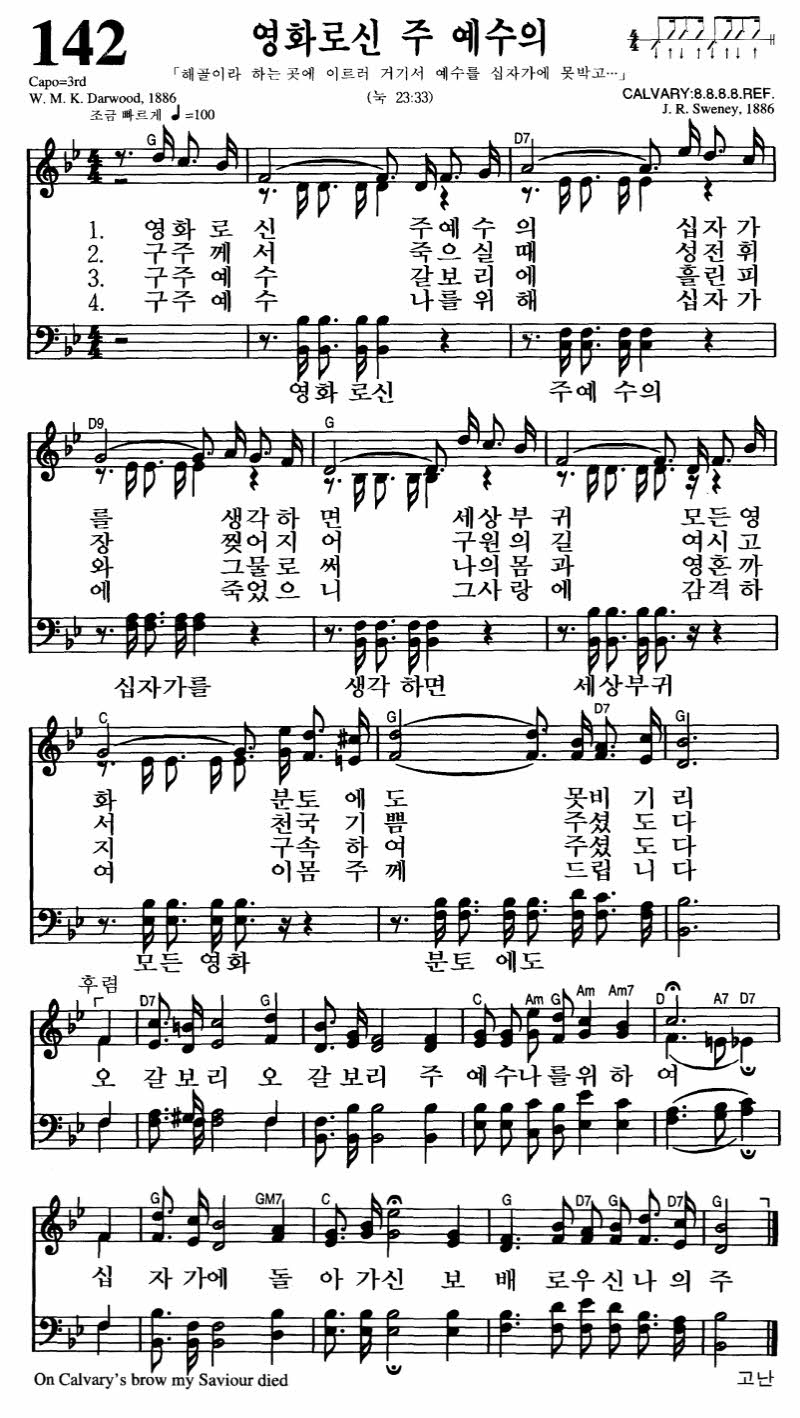 142
영화로신 주 예수의
「해골이라 하는 곳에 이르러 거기서 예수를 십자가에 못박고…」
Capo=3rd
W. M. K. Darwood, 1886
(눅 23:33)
CALVARY:8.8.8.8.REF.
J. R. Sweney, 1886
조금 빠르게 ♩=100
G D7
1. 영화 로 신 주예 수 의 십자 가
2. 구주 께 서 죽으 실 때 성전 휘
3. 구주 예 수 갈보 리 에 흘린 피
4. 구주 예 수 나를 위 해 십자 가
영화 로신 주예 수의
D9 G
를 생각 하 면 세상 부 귀 모든 영
장 찢어 지 어 구원 의 길 여시 고
와 그물 로 써 나의 몸 과 영혼 까
에 죽었 으 니 그사 랑 에 감격 하
십자가를 생각 하면 세상부귀
C G D7 G
화 분토 에 도 못비 기 리
서 천국 기 쁨 주셨 도 다
지 구속 하 여 주셨 도 다
여 이몸 주 께 드립 니 다
모든 영화 분토 에도
후렴
D7 G C Am G Am Am7 D A7 D7
오 갈 보 리 오 갈 보리 주 예 수나 를위 하 여
G GM7 C G D7 G D7 G
십 자 가에 돌 아 가신 보 배 로우 신나 의 주
On Calvary's brow my Saviour died
고난